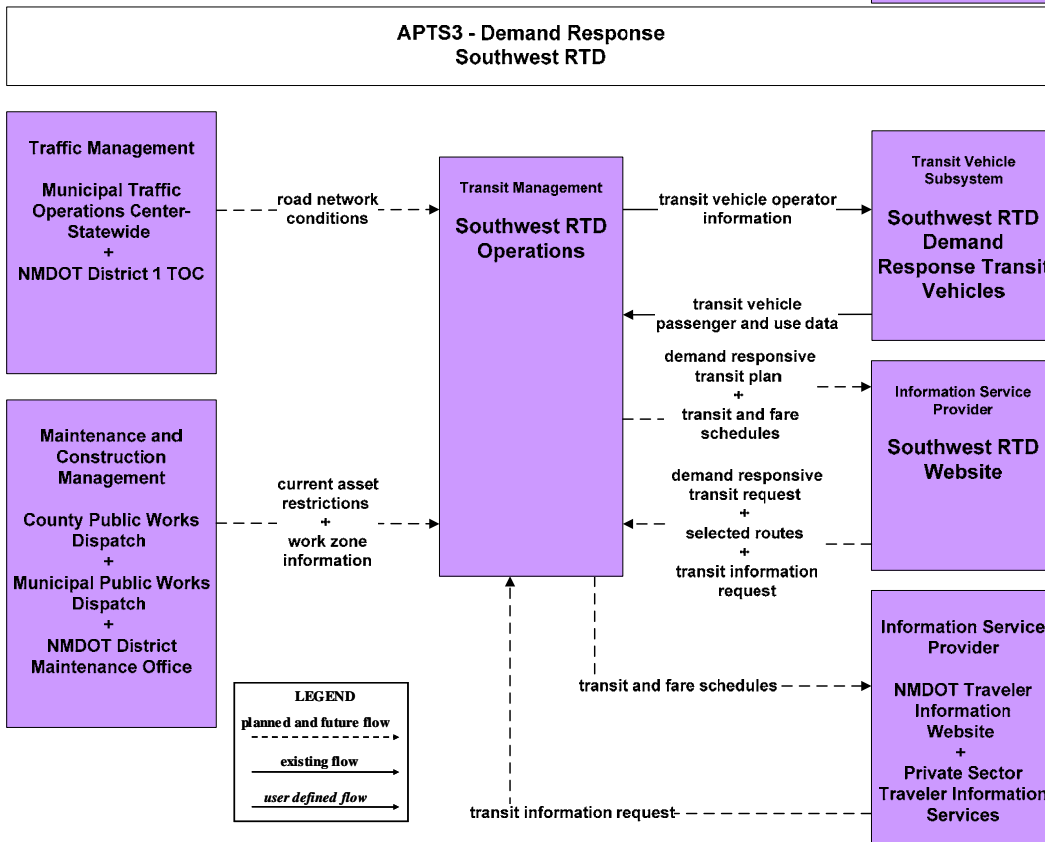 APTS3 - Demand Response
Southwest RTD
Traffic Management
Municipal Traffic
Operations Center-
Statewide
+
NMDOT District 1 TOC
road network
conditions
Transit Management
Southwest RTD
Operations
transit vehicle operator
information
Transit Vehicle
Subsystem
Southwest RTD
Demand
Response Transit
Vehicles
transit vehicle
passenger and use data
demand responsive
transit plan
+
transit and fare
schedules
Information Service
Provider
Southwest RTD
Website
demand responsive
transit request
+
selected routes
+
transit information
request
Maintenance and
Construction
Management
County Public Works
Dispatch
+
Municipal Public Works
Dispatch
+
NMDOT District
Maintenance Office
current asset
restrictions
+
work zone
information
transit and fare schedules
Information Service
Provider
NMDOT Traveler
Information
Website
+
Private Sector
Traveler Information
Services
transit information request
LEGEND
planned and future flow
existing flow
user defined flow